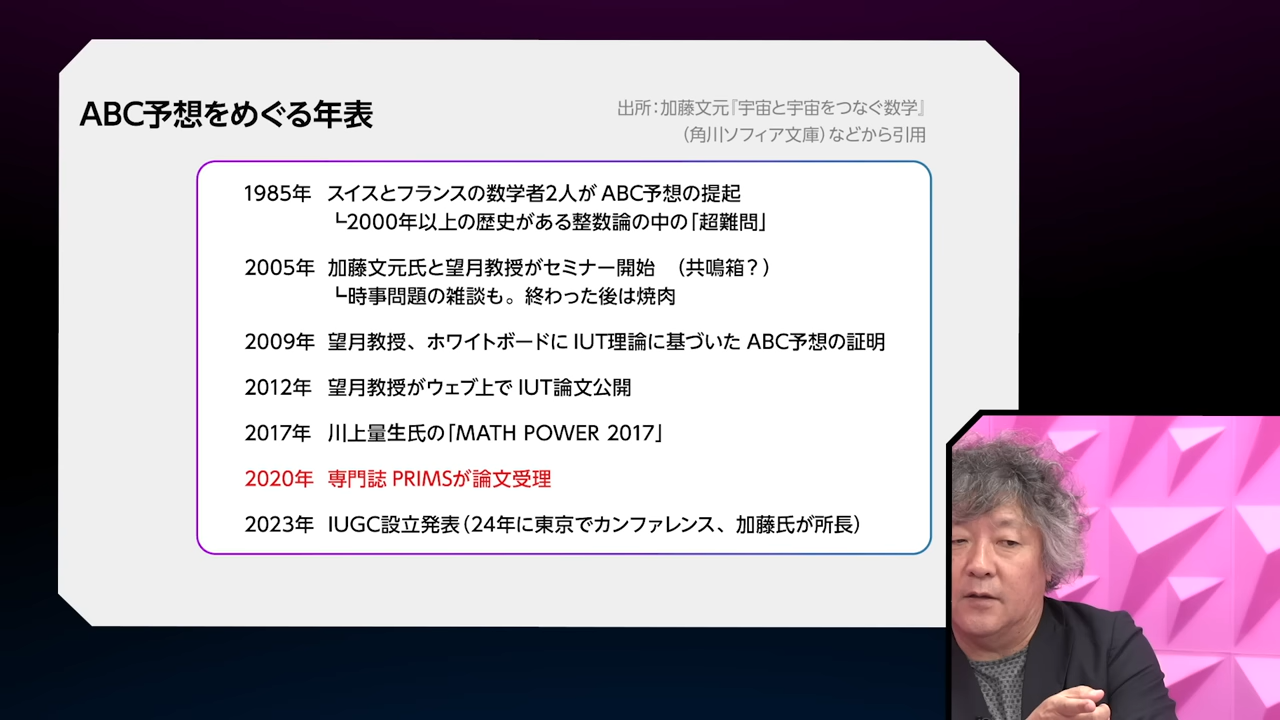 ABC予想をめぐる年表
出所：加藤文元『宇宙と宇宙をつなぐ数学』
（角川ソフィア文庫）などから引用
1985年 スイスとフランスの数学者2人が ABC予想の提起
┗2000年以上の歴史がある整数論の中の「超難問」
2005年 加藤文元氏と望月教授がセミナー開始 （共鳴箱？）
┗時事問題の雑談も。終わった後は焼肉
2009年 望月教授、ホワイトボードに IUT理論に基づいた ABC予想の証明
2012年 望月教授がウェブ上で IUT論文公開
2017年 川上量生氏の「MATH POWER 2017」
2020年 専門誌 PRIMSが論文受理
2023年 IUGC設立発表（24年に東京でカンファレンス、加藤氏が所長）